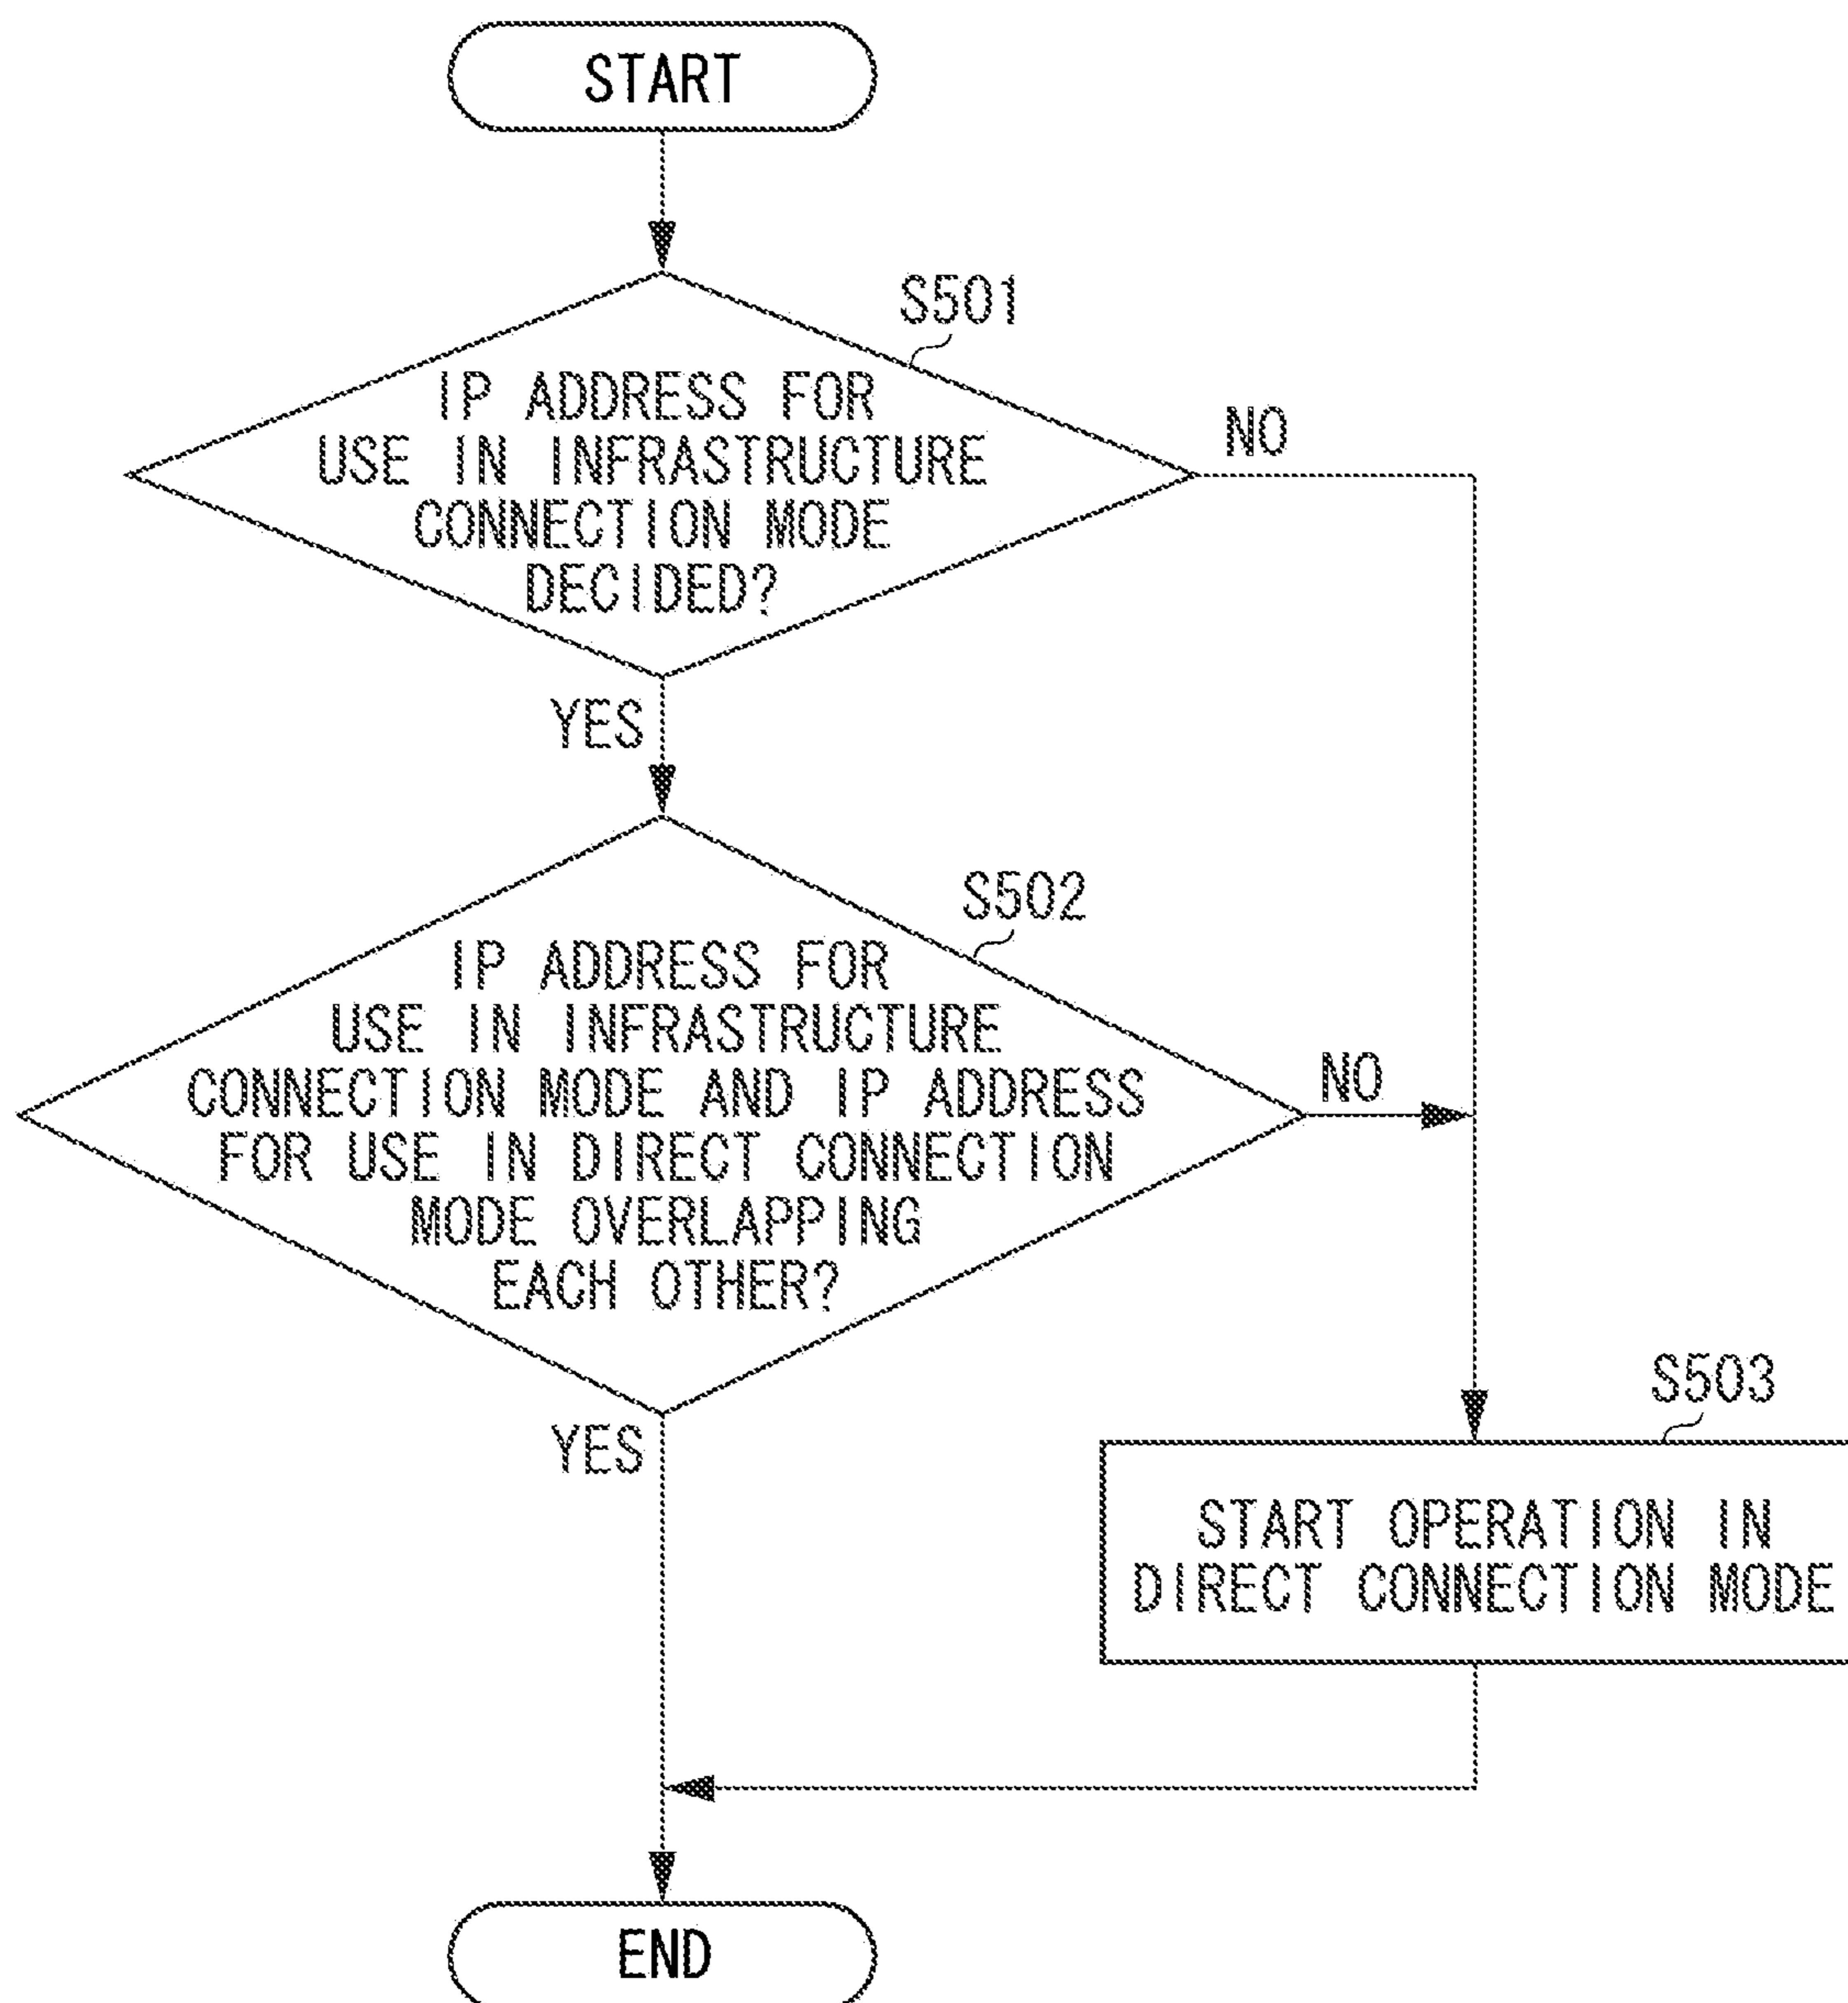 START
S501
IP ADDRESS FOR
USE IN INFRASTRUCTURE
CONNECTION MODE
DECIDED?
NO
YES
S502
IP ADDRESS FOR
USE IN INFRASTRUCTURE
CONNECTION MODE AND IP ADDRESS
FOR USE IN DIRECT CONNECTION
MODE OVERLAPPING
EACH OTHER?
NO
YES
S503
START OPERATION IN
DIRECT CONNECTION MODE
END